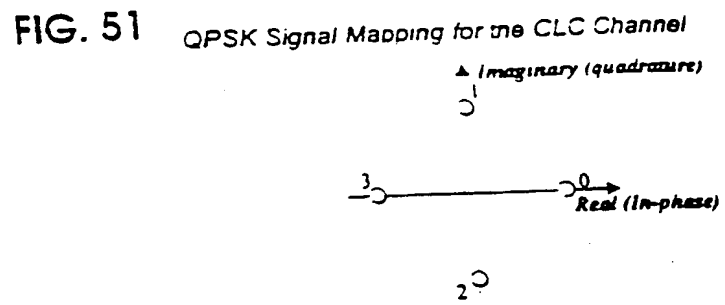 FIG. 51
QPSK Signal Mapping for the CLC Channel
Imaginary (quadrature)
1
3
0
Real (in-phase)
2